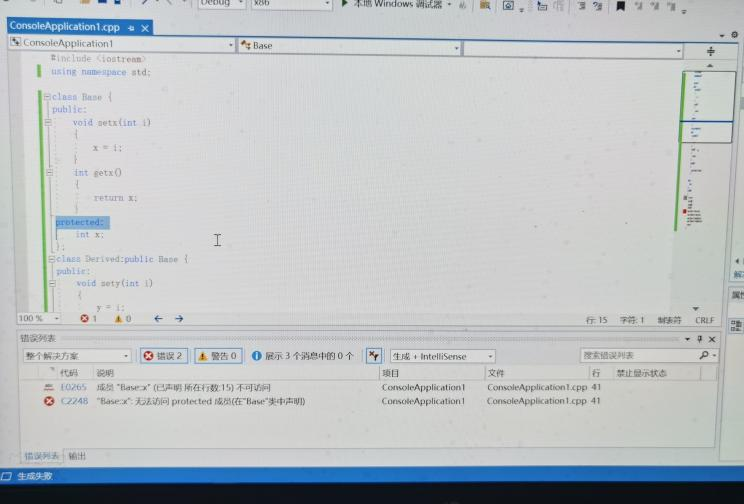 Debug
x86
本地 Windows 调试器
ConsoleApplication1.cpp
ConsoleApplication1
Base
#include <iostream>
using namespace std;
class Base {
public:
void setx(int i)
{
x = i;
}
int getx()
{
return x;
}
protected:
int x;
};
class Derived:public Base {
public:
void sety(int i)
{
y = i;
100 %
1
0
行: 15
字符: 1
制表符
CRLF
错误列表
整个解决方案
错误 2
警告 0
展示 3 个消息中的 0 个
生成 + IntelliSense
搜索错误列表
代码 说明 项目 文件 行 禁止显示状态
abc E0265 成员 "Base::x" (已声明 所在行数:15) 不可访问 ConsoleApplication1 ConsoleApplication1.cpp 41
C2248 "Base::x": 无法访问 protected 成员(在"Base"类中声明) ConsoleApplication1 ConsoleApplication1.cpp 41
错误列表 输出
生成失败
属性